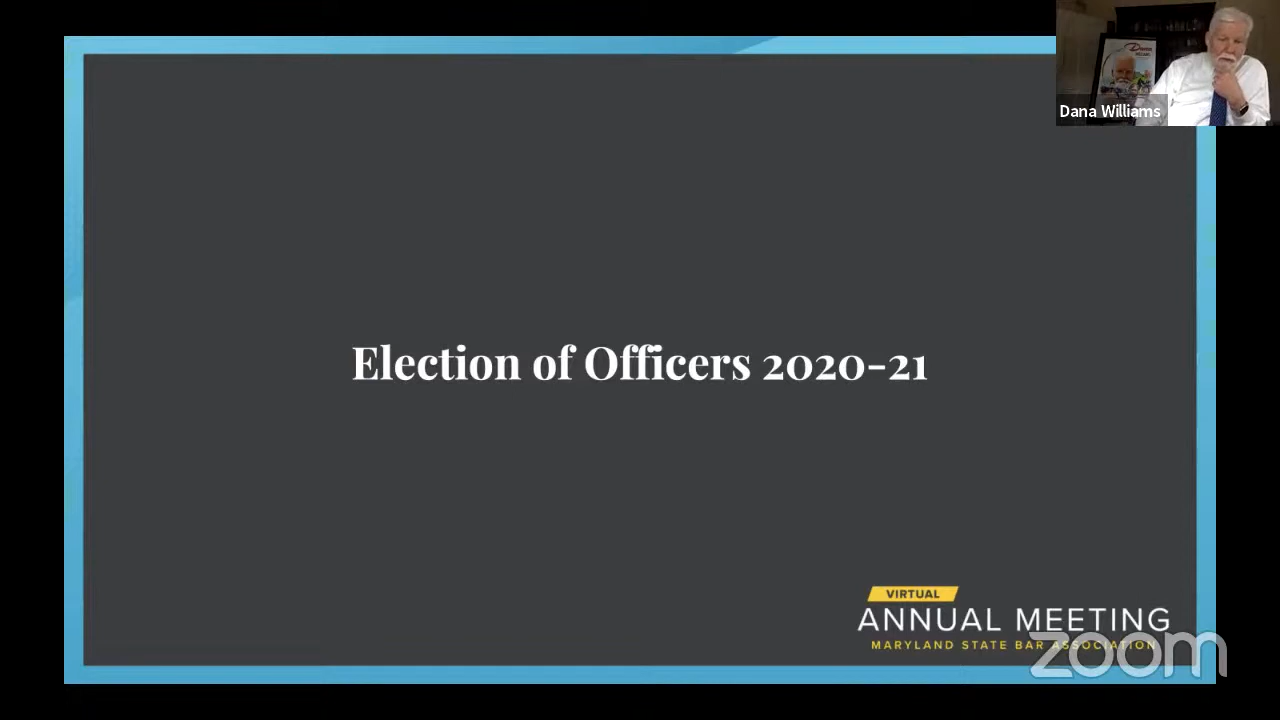 Dana Williams
Election of Officers 2020-21
VIRTUAL
ANNUAL MEETING
MARYLAND STATE BAR ASSOCIATION
zoom